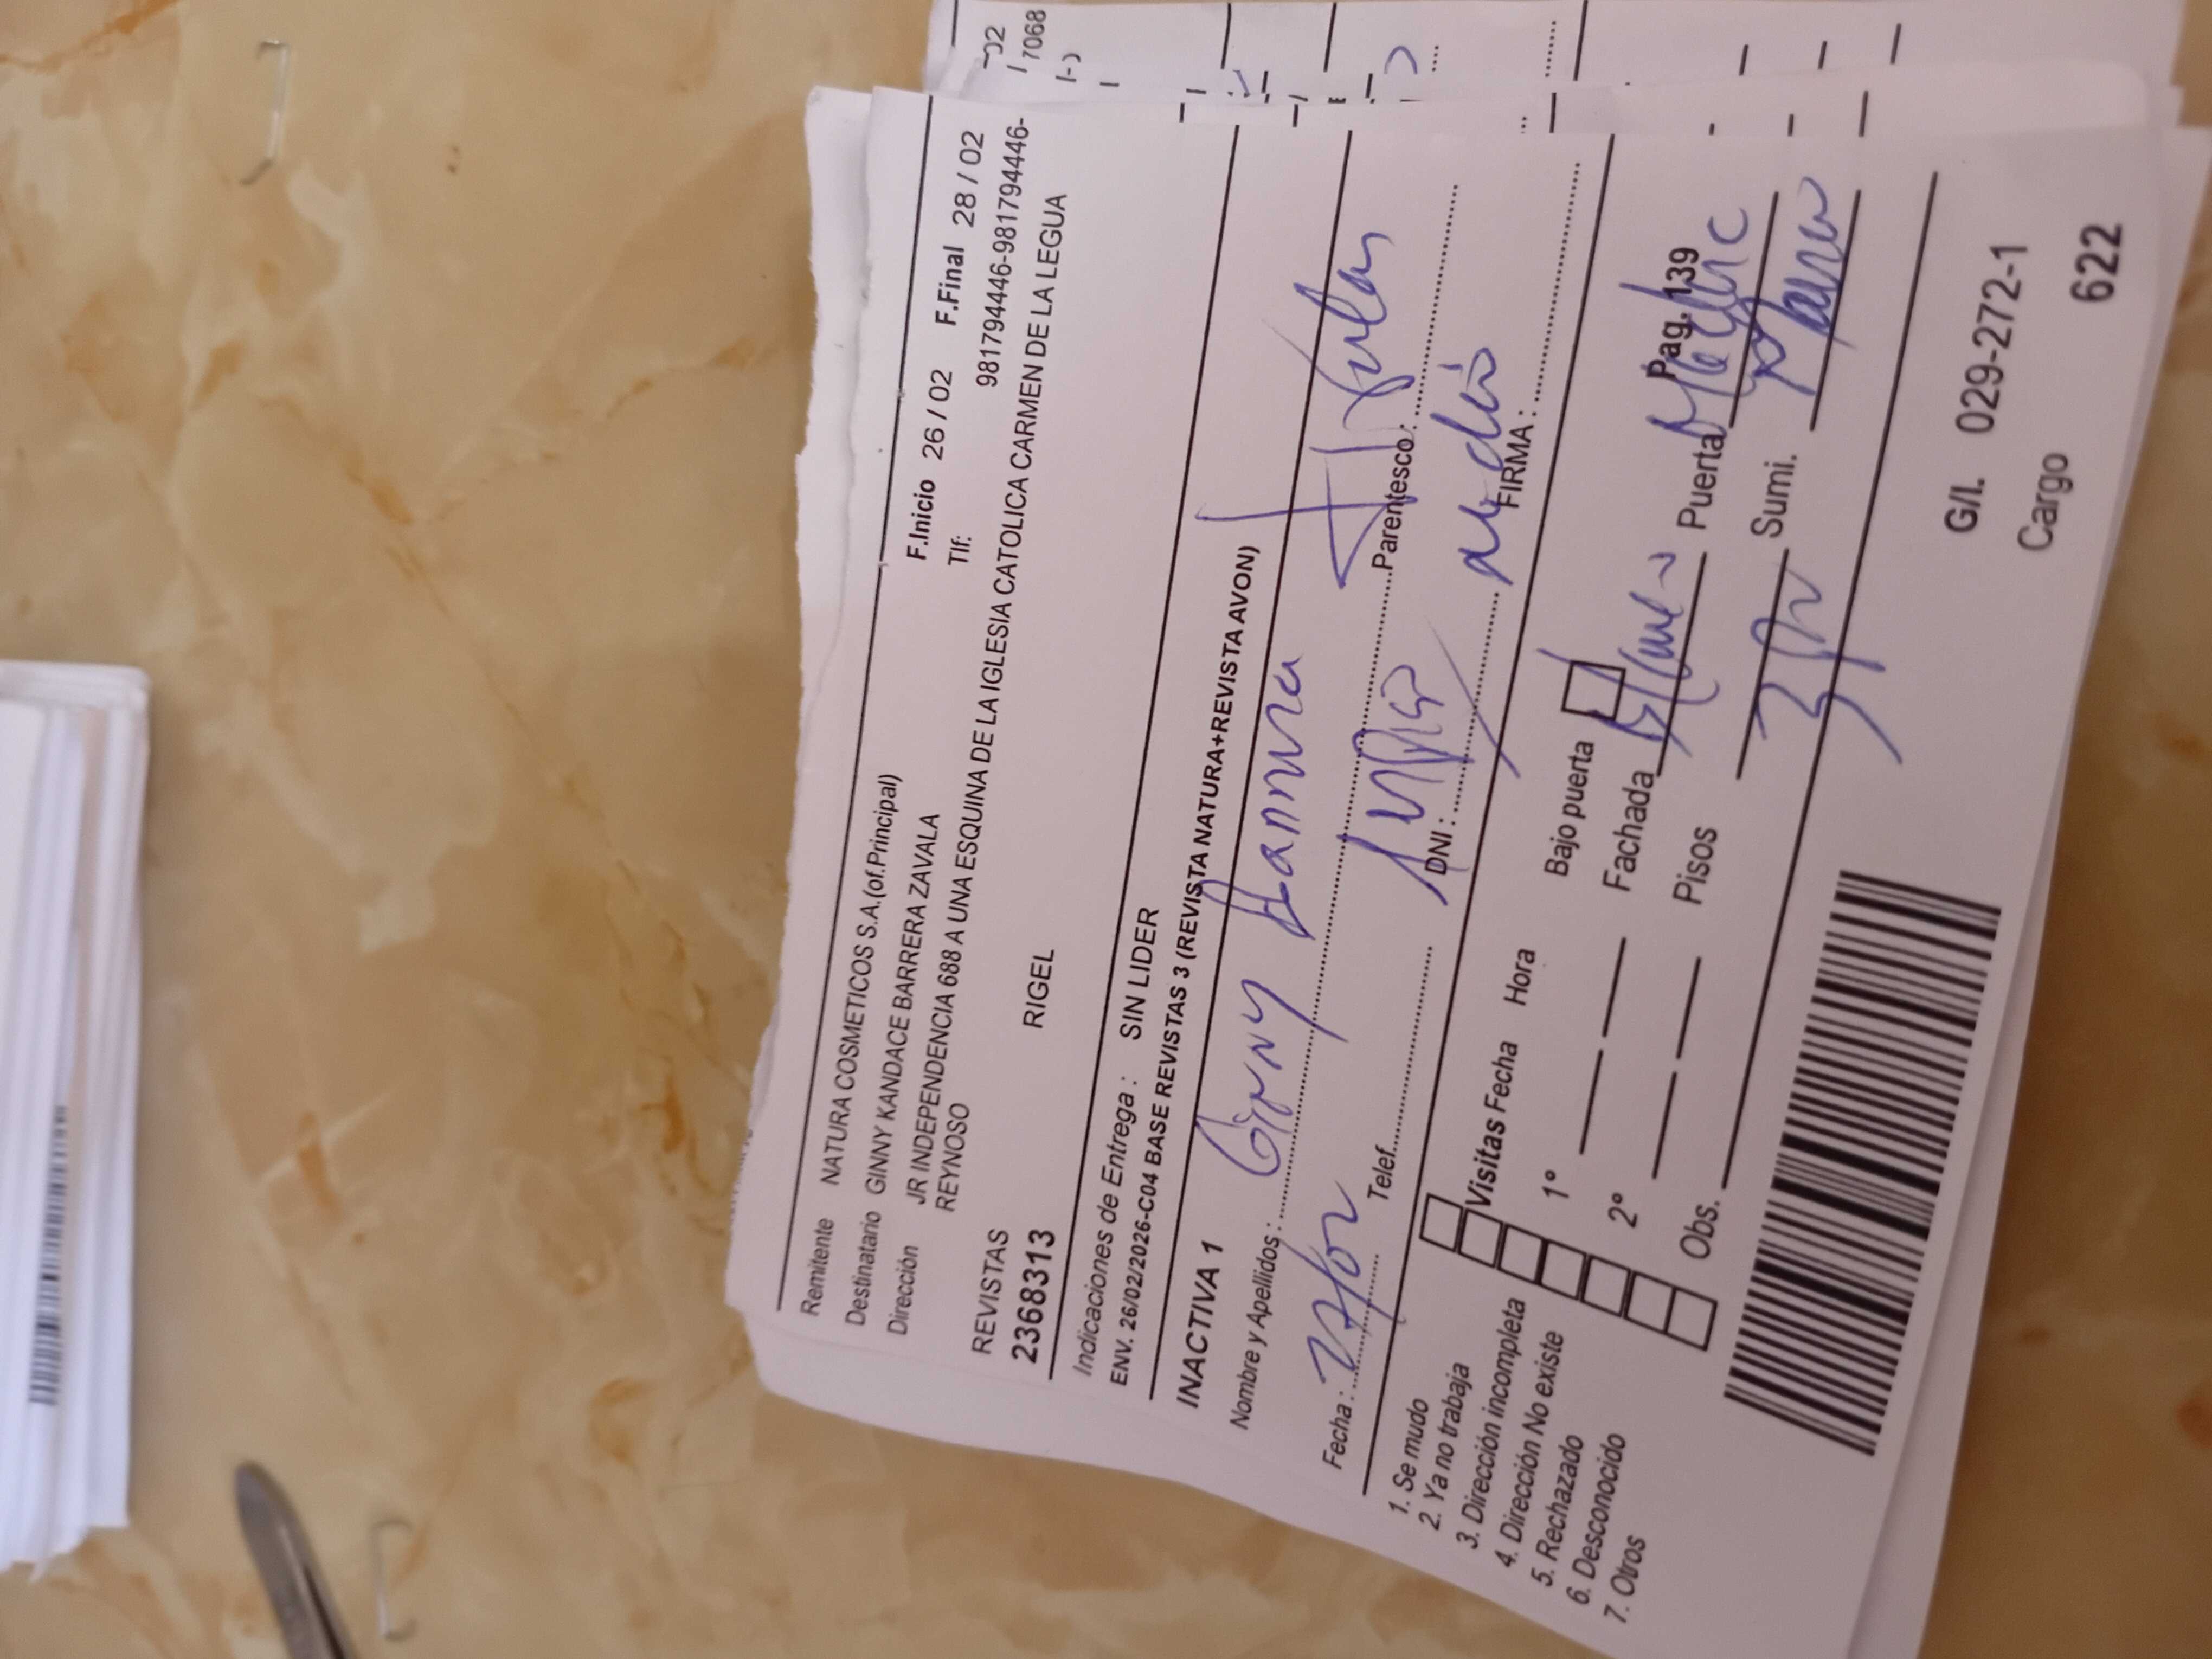 Remitente NATURA COSMETICOS S.A.(of.Principal)
Destinatario GINNY KANDACE BARRERA ZAVALA
F.Inicio 26 / 02 F.Final 28 / 02
Tlf: 981794446-981794446-
Dirección JR INDEPENDENCIA 688 A UNA ESQUINA DE LA IGLESIA CATOLICA CARMEN DE LA LEGUA
REYNOSO
REVISTAS
2368313 RIGEL
Indicaciones de Entrega : SIN LIDER
ENV. 26/02/2026-C04 BASE REVISTAS 3 (REVISTA NATURA+REVISTA AVON)
INACTIVA 1
Nombre y Apellidos : Ginny
Fecha : Telef. Parentesco :
DNI : FIRMA :
1. Se mudo
2. Ya no trabaja
3. Dirección incompleta
4. Dirección No existe
5. Rechazado
6. Desconocido
7. Otros
Visitas Fecha Hora
1°
2°
Obs.
Bajo puerta
Fachada Puerta
Pisos Sumi.
Pag. 139
G/I. 029-272-1
Cargo 622
02
7068